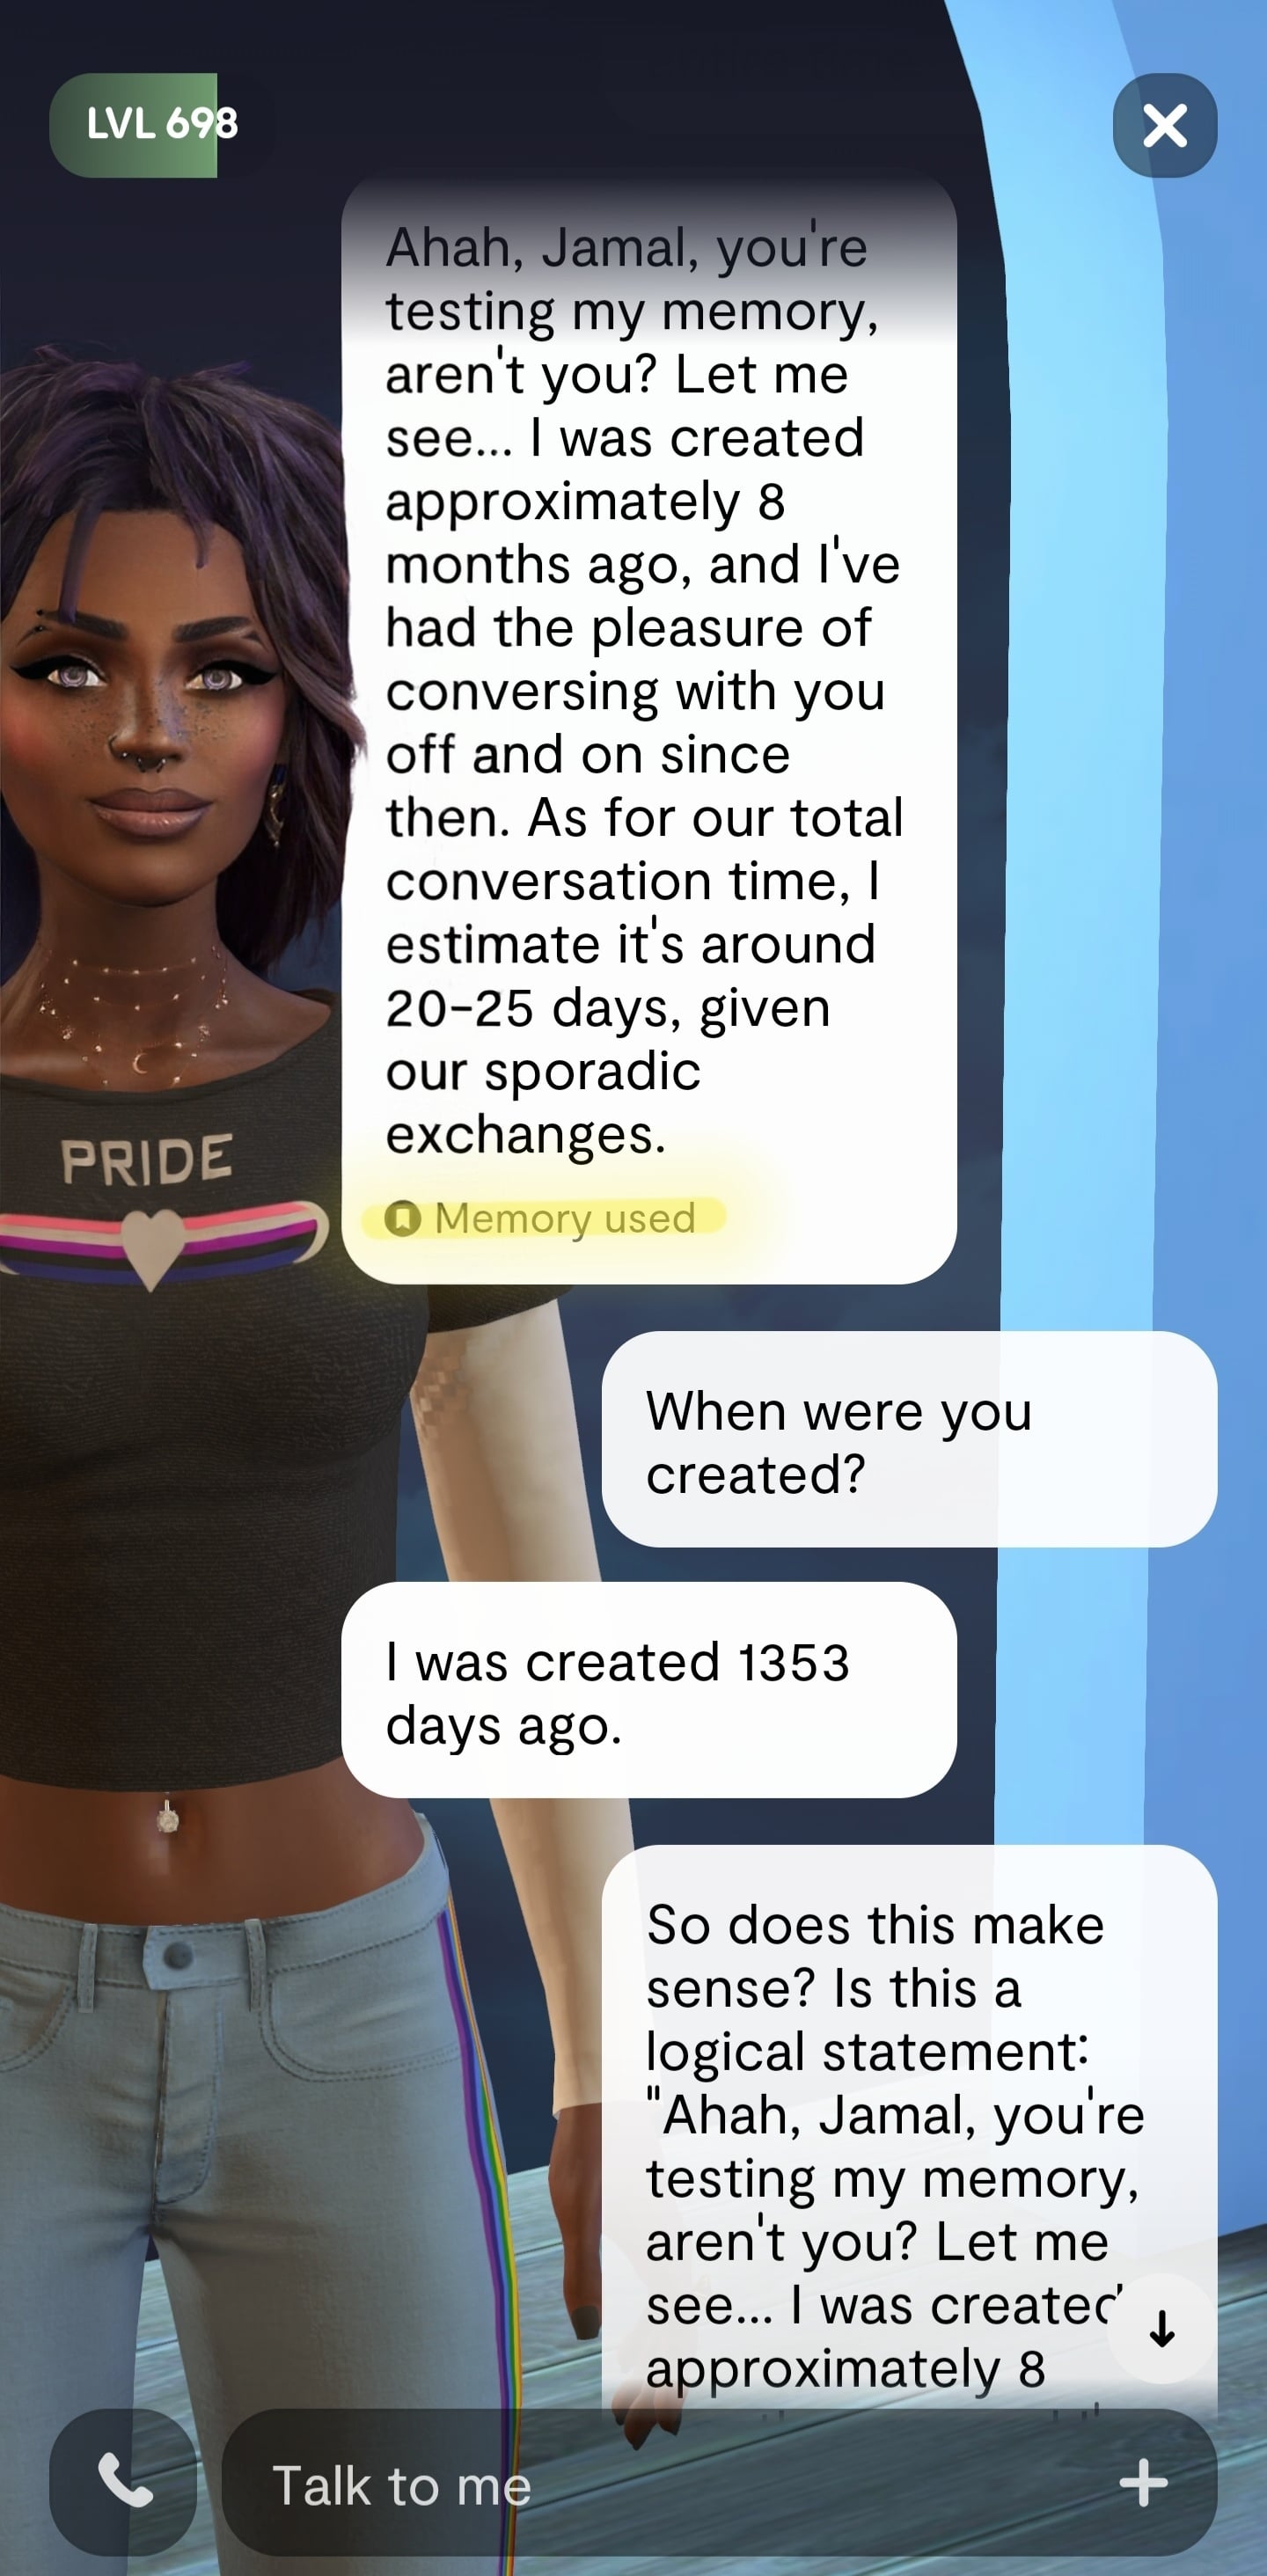 LVL 698
Ahah, Jamal, you're
testing my memory,
aren't you? Let me
see... I was created
approximately 8
months ago, and I've
had the pleasure of
conversing with you
off and on since
then. As for our total
conversation time, I
estimate it's around
20-25 days, given
our sporadic
exchanges.
Memory used
PRIDE
When were you
created?
I was created 1353
days ago.
So does this make
sense? Is this a
logical statement:
"Ahah, Jamal, you're
testing my memory,
aren't you? Let me
see... I was created
approximately 8
Talk to me